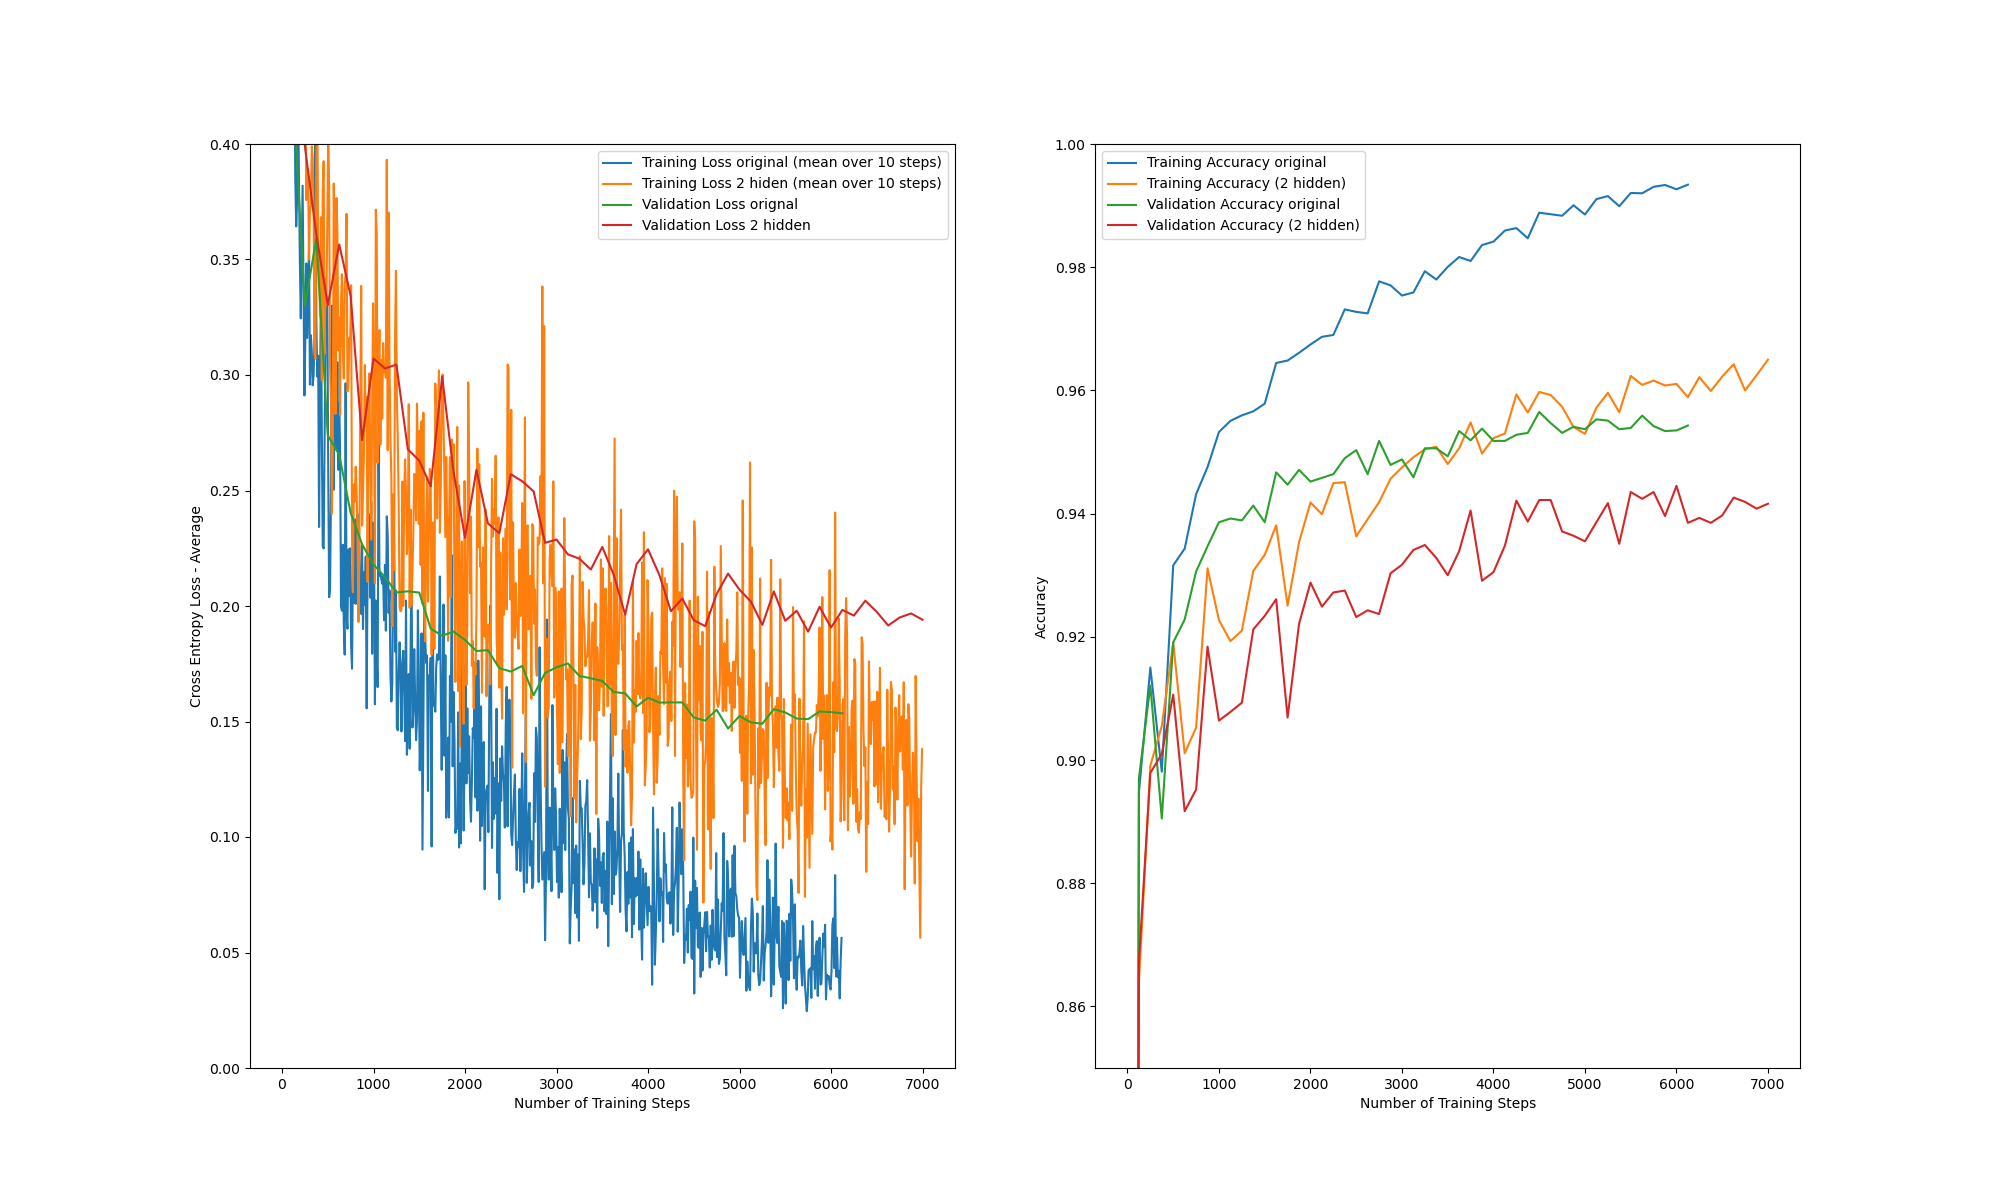 0.40
0.35
0.30
0.25
0.20
0.15
0.10
0.05
0.00
Cross Entropy Loss - Average
Training Loss original (mean over 10 steps)
Training Loss 2 hiden (mean over 10 steps)
Validation Loss orignal
Validation Loss 2 hidden
0 1000 2000 3000 4000 5000 6000 7000
Number of Training Steps
1.00
0.98
0.96
0.94
0.92
0.90
0.88
0.86
Accuracy
Training Accuracy original
Training Accuracy (2 hidden)
Validation Accuracy original
Validation Accuracy (2 hidden)
0 1000 2000 3000 4000 5000 6000 7000
Number of Training Steps